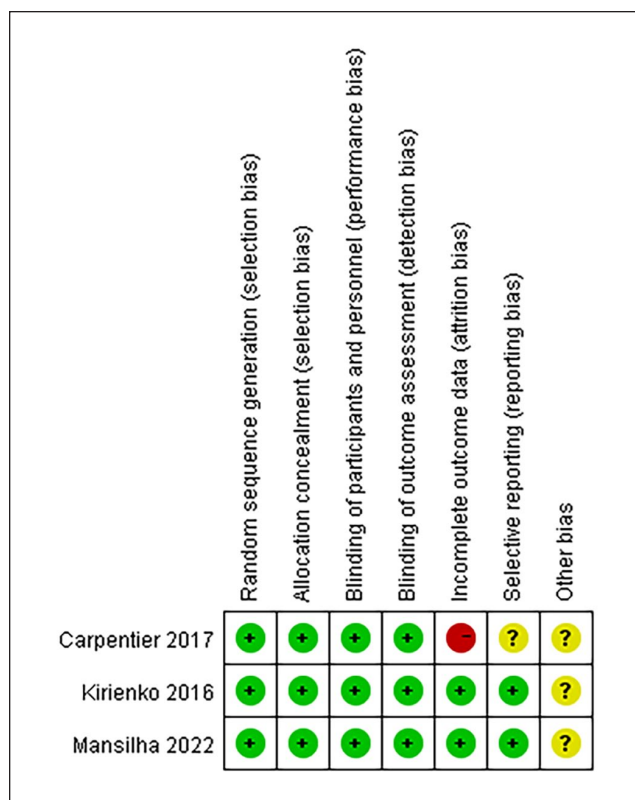 Random sequence generation (selection bias)
Allocation concealment (selection bias)
Blinding of participants and personnel (performance bias)
Blinding of outcome assessment (detection bias)
Incomplete outcome data (attrition bias)
Selective reporting (reporting bias)
Other bias
Carpentier 2017 + + + + - ? ?
Kirienko 2016 + + + + + + ?
Mansilha 2022 + + + + + + ?